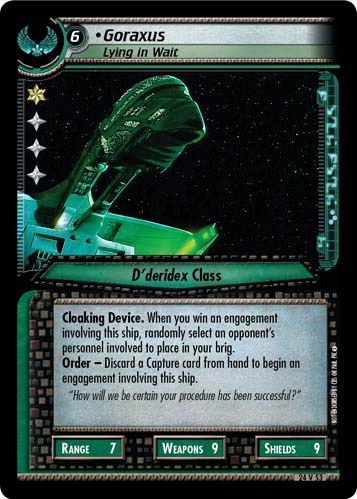 6 • Goraxus
Lying in Wait
D'deridex Class
Cloaking Device. When you win an engagement
involving this ship, randomly select an opponent's
personnel involved to place in your brig.
Order – Discard a Capture card from hand to begin an
engagement involving this ship.
"How will we be certain your procedure has been successful?"
Range 7 Weapons 9 Shields 9
24 V 53